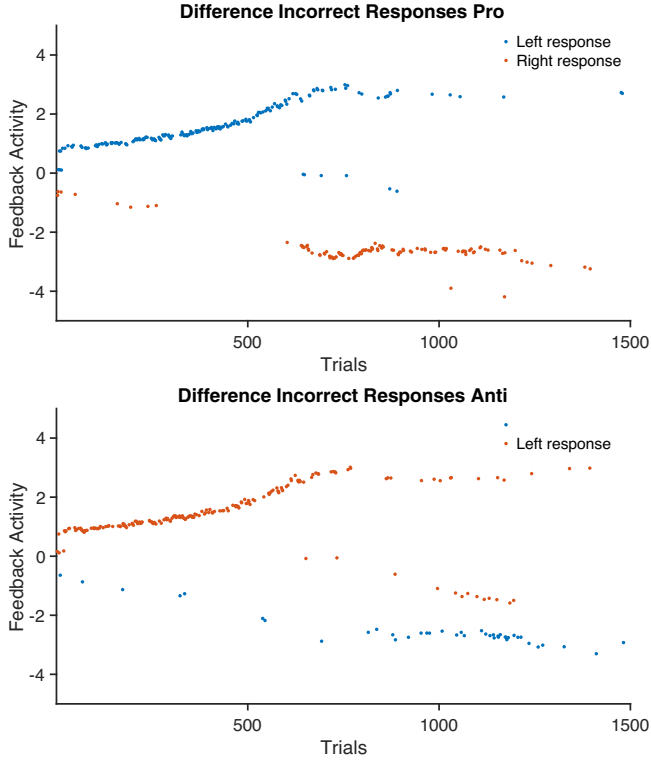 Difference Incorrect Responses Pro
4
2
0
-2
-4
Feedback Activity
Left response
Right response
500
1000
1500
Trials
Difference Incorrect Responses Anti
4
2
0
-2
-4
Feedback Activity
Left response
500
1000
1500
Trials